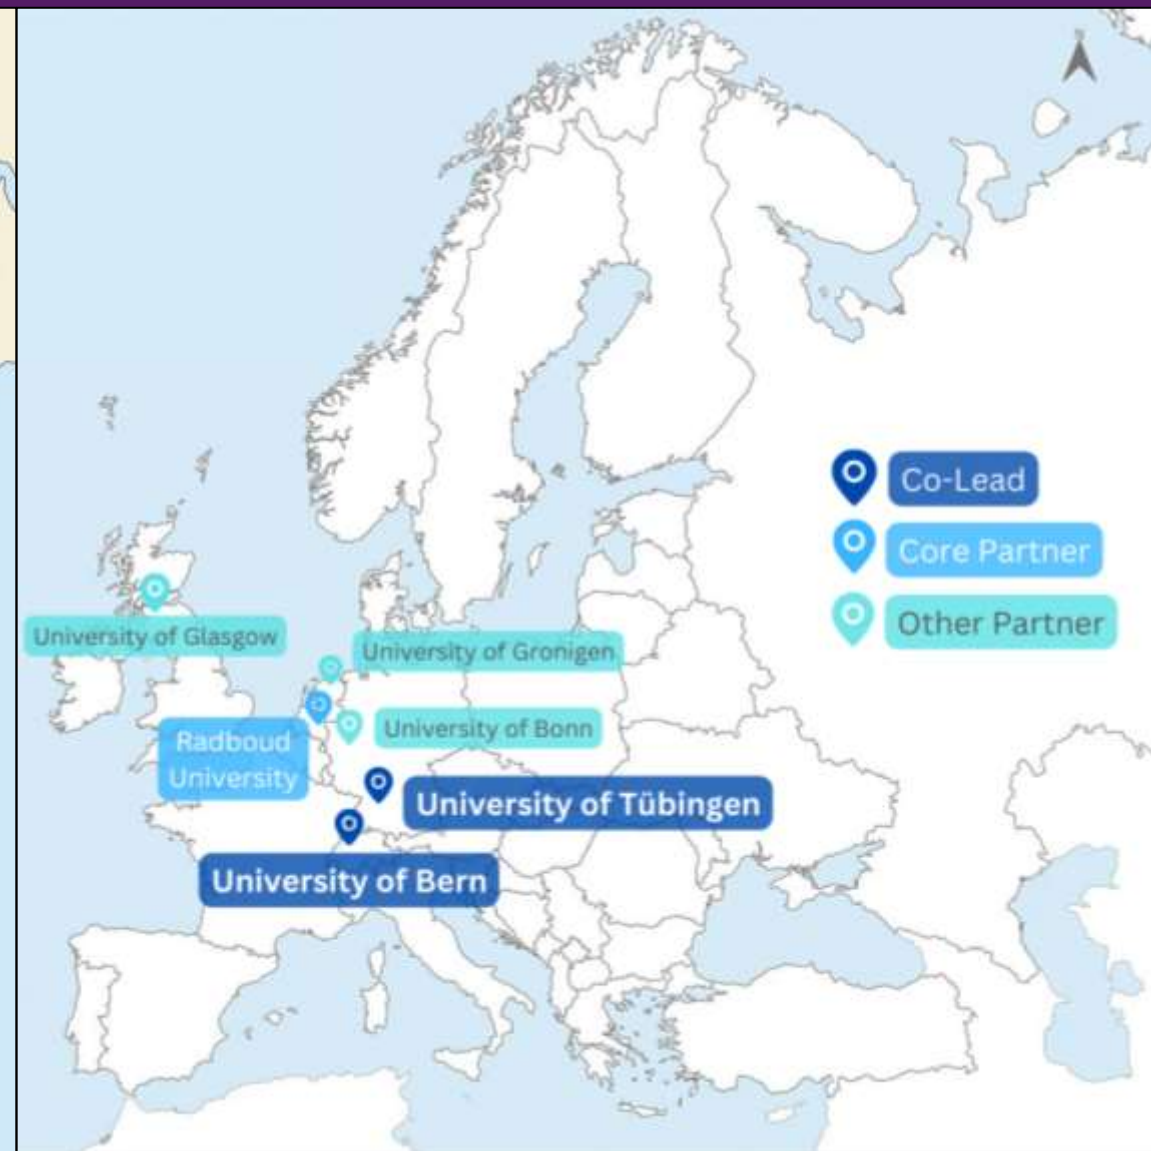 Co-Lead
Core Partner
Other Partner
University of Glasgow
University of Gronigen
University of Bonn
Radboud
University
University of Tübingen
University of Bern